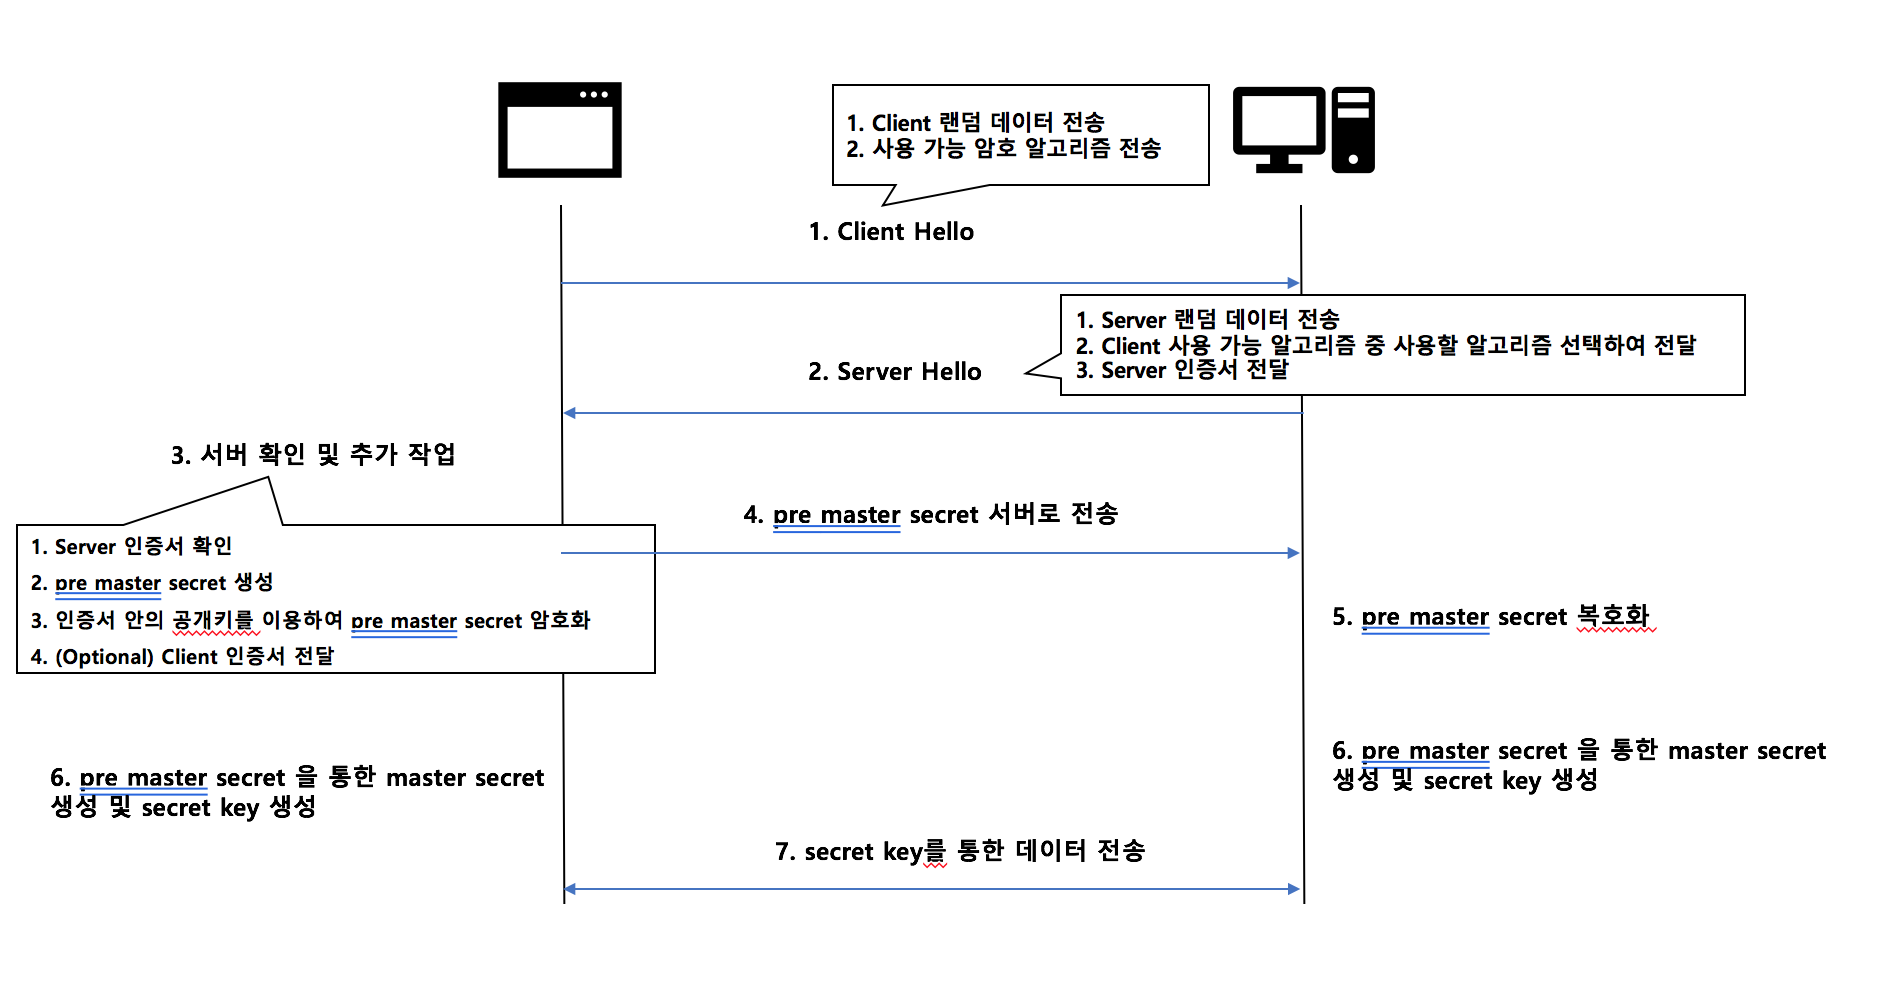 1. Client 랜덤 데이터 전송
2. 사용 가능 암호 알고리즘 전송
1. Client Hello
1. Server 랜덤 데이터 전송
2. Client 사용 가능 알고리즘 중 사용할 알고리즘 선택하여 전달
3. Server 인증서 전달
2. Server Hello
3. 서버 확인 및 추가 작업
1. Server 인증서 확인
2. pre master secret 생성
3. 인증서 안의 공개키를 이용하여 pre master secret 암호화
4. (Optional) Client 인증서 전달
4. pre master secret 서버로 전송
5. pre master secret 복호화
6. pre master secret 을 통한 master secret
생성 및 secret key 생성
6. pre master secret 을 통한 master secret
생성 및 secret key 생성
7. secret key를 통한 데이터 전송